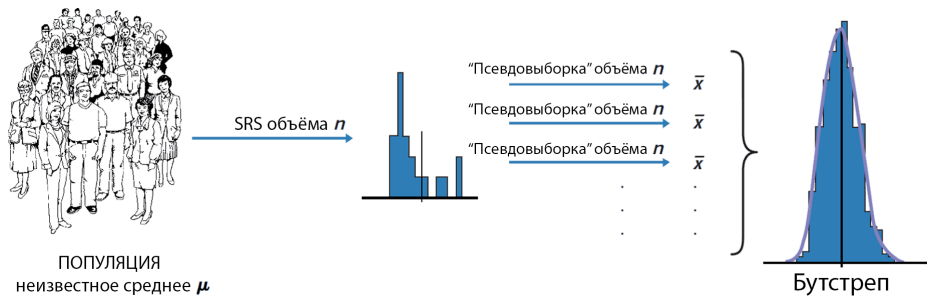 ПОПУЛЯЦИЯ
неизвестное среднее μ
SRS объёма n
“Псевдовыборка” объёма n
x̄
“Псевдовыборка” объёма n
x̄
“Псевдовыборка” объёма n
x̄
Бутстреп